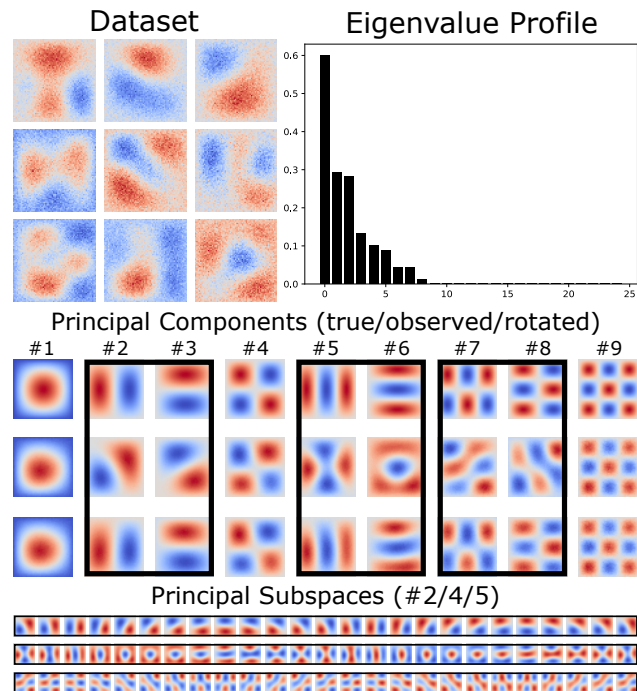 Dataset
Eigenvalue Profile
0.6
0.5
0.4
0.3
0.2
0.1
0.0
0 5 10 15 20 25
Principal Components (true/observed/rotated)
#1 #2 #3 #4 #5 #6 #7 #8 #9
Principal Subspaces (#2/4/5)